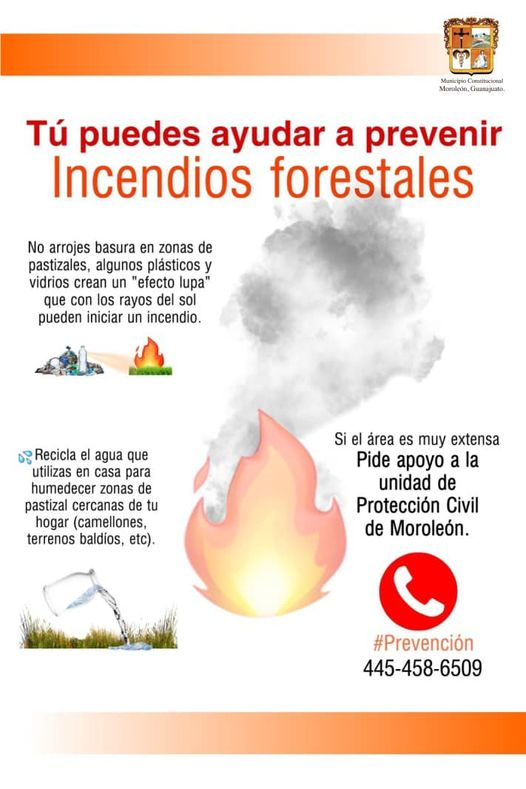 Municipio Constitucional
Moroleón, Guanajuato.
Tú puedes ayudar a prevenir
Incendios forestales
No arrojes basura en zonas de
pastizales, algunos plásticos y
vidrios crean un "efecto lupa"
que con los rayos del sol
pueden iniciar un incendio.
Recicla el agua que
utilizas en casa para
humedecer zonas de
pastizal cercanas de tu
hogar (camellones,
terrenos baldíos, etc).
Si el área es muy extensa
Pide apoyo a la
unidad de
Protección Civil
de Moroleón.
#Prevención
445-458-6509